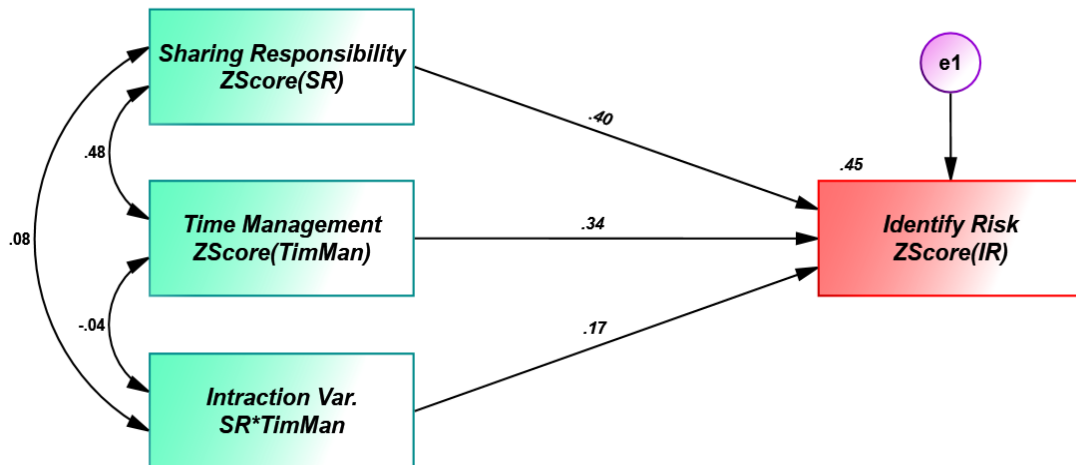 Sharing Responsibility
ZScore(SR)
e1
.40
.48
.45
Time Management
ZScore(TimMan)
.34
Identify Risk
ZScore(IR)
.08
-.04
.17
Intraction Var.
SR*TimMan